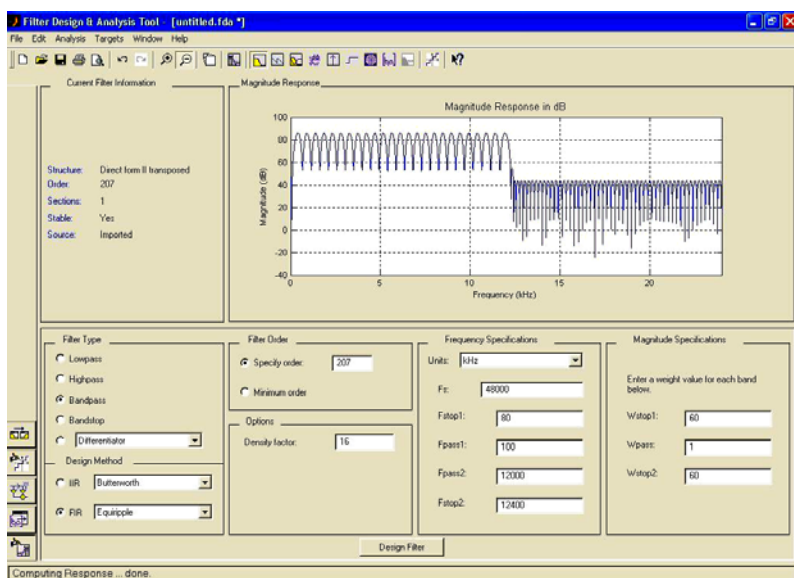 Filter Design & Analysis Tool - [untitled.fda *]
File Edit Analysis Targets Window Help
Current Filter Information
Structure: Direct form II transposed
Order: 207
Sections: 1
Stable: Yes
Source: Imported
Magnitude Response
Magnitude Response in dB
Magnitude (dB)
100
80
60
40
20
0
-20
-40
0 5 10 15 20
Frequency (kHz)
Filter Type
Lowpass
Highpass
Bandpass
Bandstop
Differentiator
Design Method
IIR Butterworth
FIR Equiripple
Filter Order
Specify order: 207
Minimum order
Options
Density factor: 16
Frequency Specifications
Units: kHz
Fs: 48000
Fstop1: 80
Fpass1: 100
Fpass2: 12000
Fstop2: 12400
Magnitude Specifications
Enter a weight value for each band
below.
Wstop1: 60
Wpass: 1
Wstop2: 60
Design Filter
Computing Response ... done.